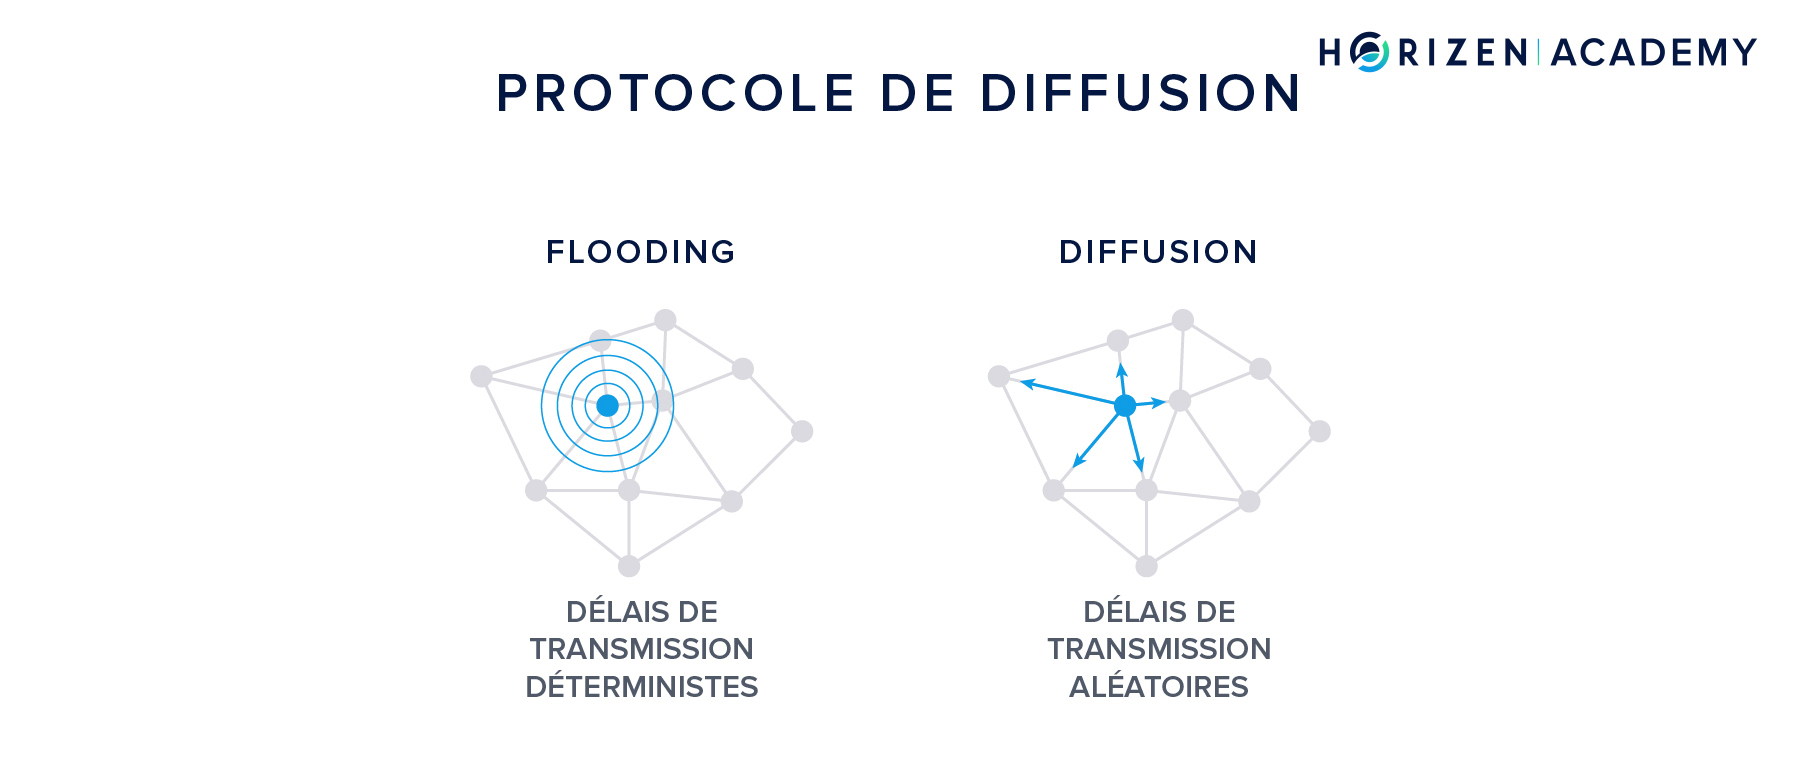 HORIZEN | ACADEMY
PROTOCOLE DE DIFFUSION
FLOODING
DÉLAIS DE
TRANSMISSION
DÉTERMINISTES
DIFFUSION
DÉLAIS DE
TRANSMISSION
ALÉATOIRES